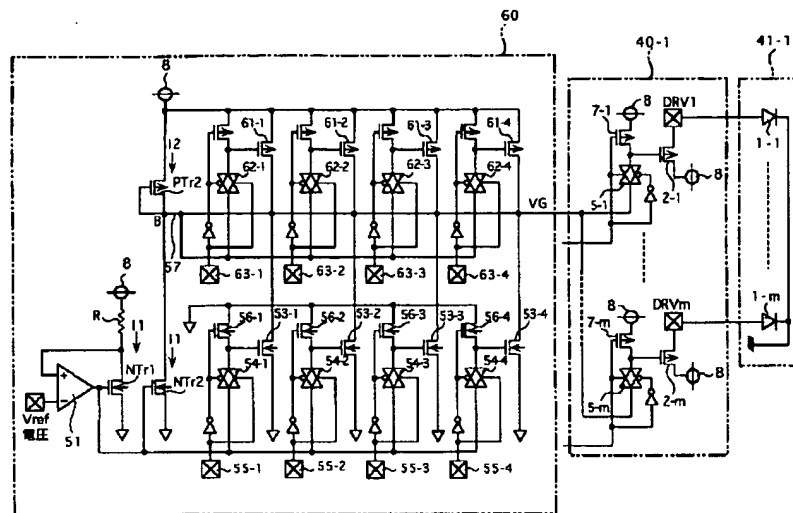 60
40-1
41-1
8
8
DRV1
7-1
61-1
61-2
61-3
61-4
1-1
I2
62-1
62-2
62-3
62-4
2-1
8
PTr2
5-1
VG
B
57
63-1
63-2
63-3
63-4
8
R
I1
I1
56-1
53-1
56-2
53-2
56-3
53-3
56-4
53-4
8
DRVm
7-m
1-m
NTr1
NTr2
54-1
54-2
54-3
54-4
2-m
8
5-m
+
-
51
Vref
電圧
55-1
55-2
55-3
55-4